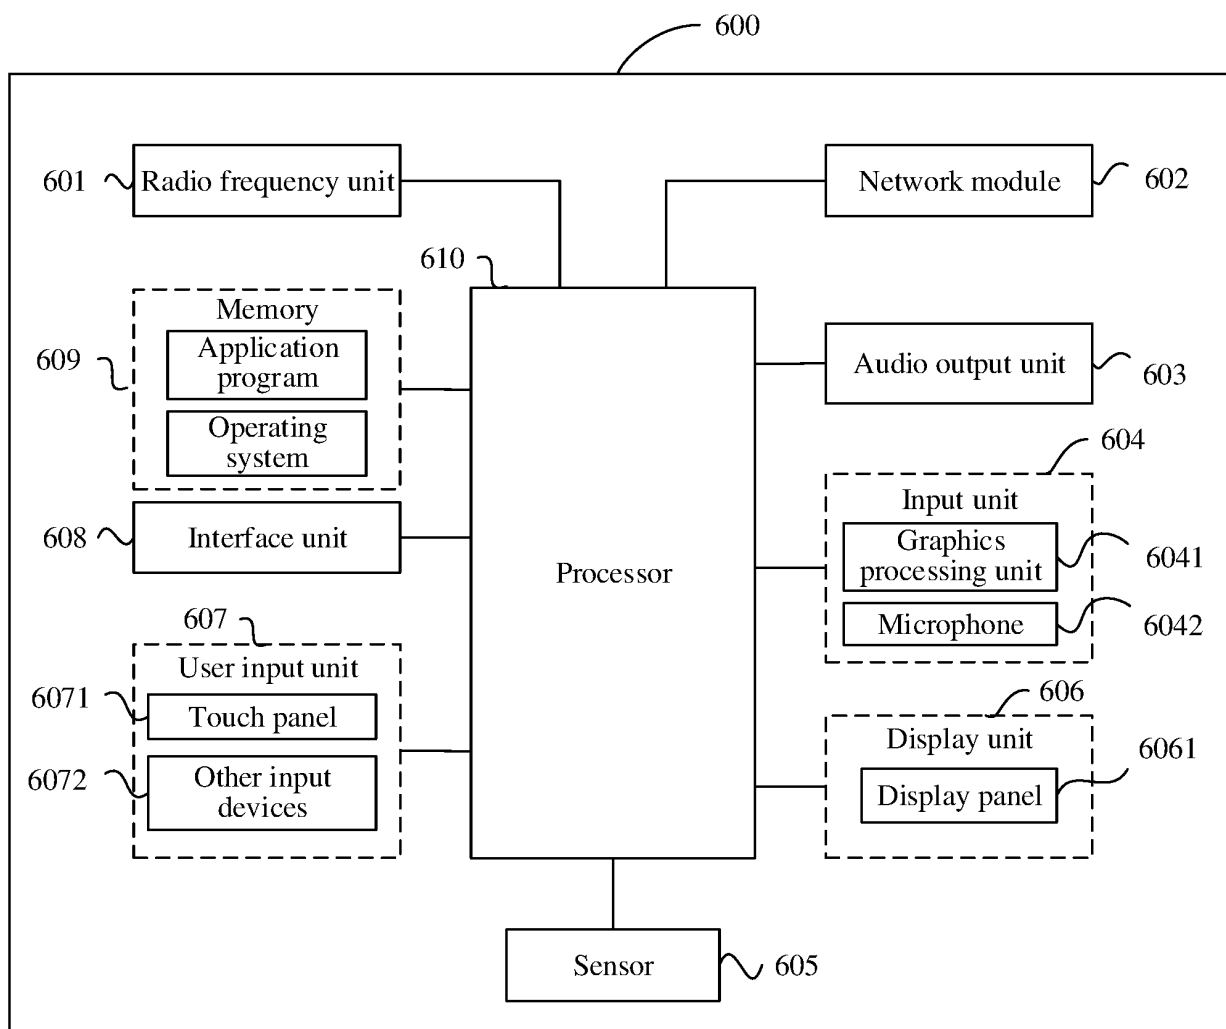 600
601
Radio frequency unit
Network module
602
610
Memory
Application
program
Operating
system
609
Audio output unit
603
604
Input unit
Graphics
processing unit
6041
Microphone
6042
608
Interface unit
Processor
607
User input unit
6071
Touch panel
6072
Other input
devices
606
Display unit
6061
Display panel
Sensor
605